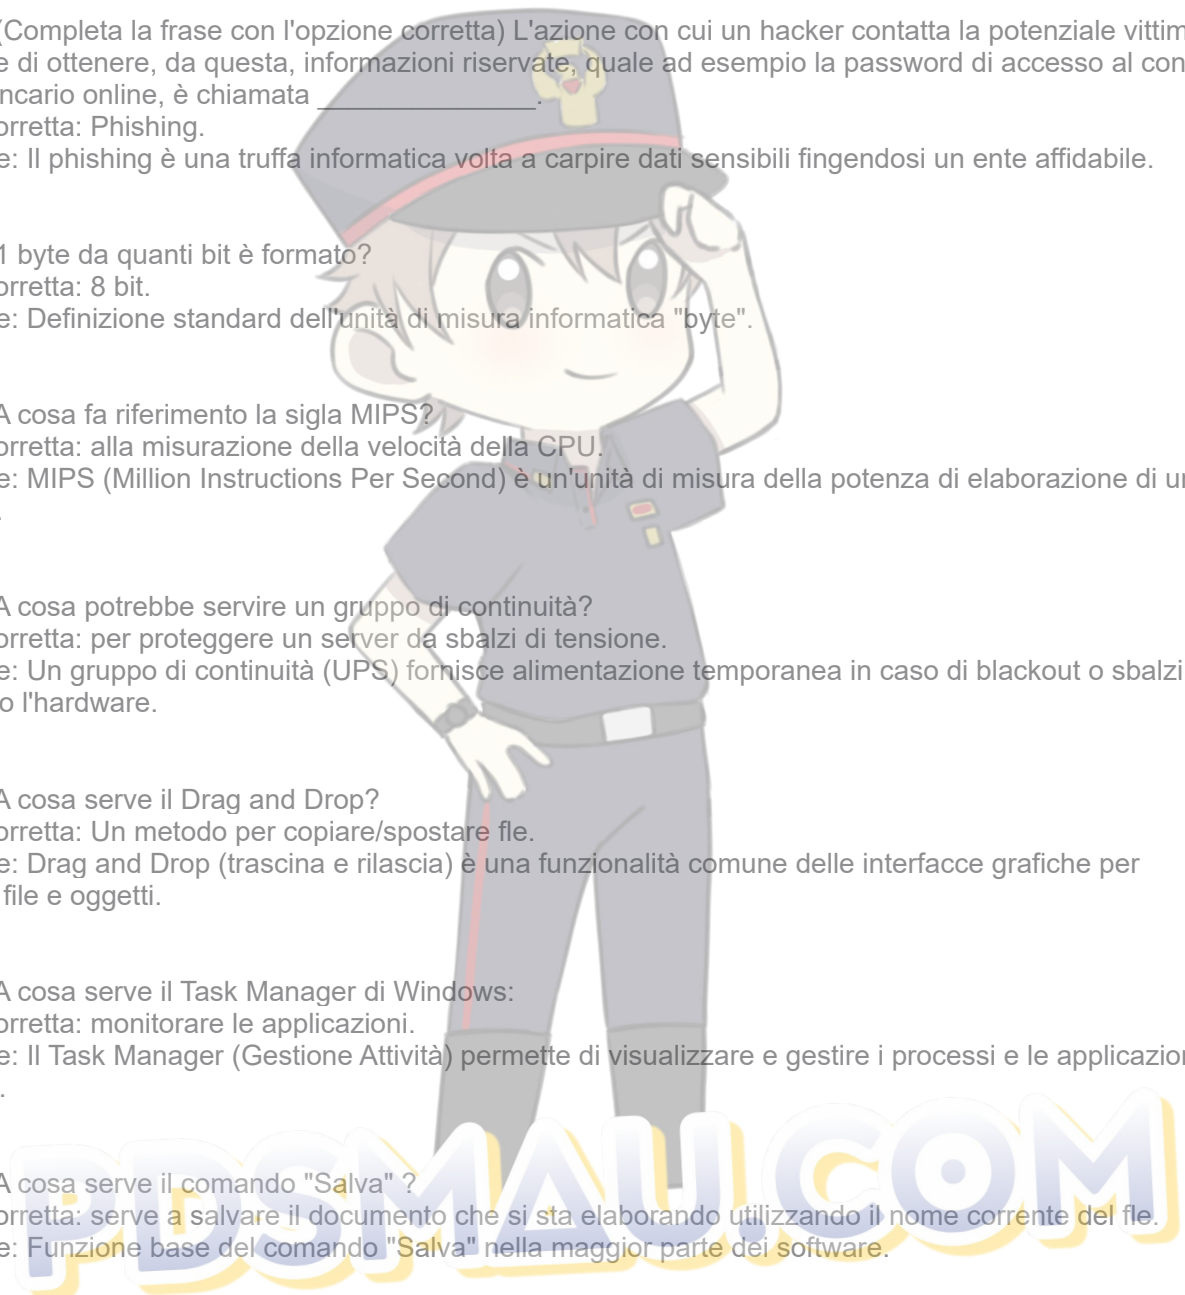 (Completa la frase con l'opzione corretta) L'azione con cui un hacker contatta la potenziale vittim
e di ottenere, da questa, informazioni riservate, quale ad esempio la password di accesso al con
ncario online, è chiamata _______________.
orretta: Phishing.
e: Il phishing è una truffa informatica volta a carpire dati sensibili fingendosi un ente affidabile.
1 byte da quanti bit è formato?
orretta: 8 bit.
e: Definizione standard dell'unità di misura informatica "byte".
A cosa fa riferimento la sigla MIPS?
orretta: alla misurazione della velocità della CPU.
e: MIPS (Million Instructions Per Second) è un'unità di misura della potenza di elaborazione di un
.
A cosa potrebbe servire un gruppo di continuità?
orretta: per proteggere un server da sbalzi di tensione.
e: Un gruppo di continuità (UPS) fornisce alimentazione temporanea in caso di blackout o sbalzi
o l'hardware.
A cosa serve il Drag and Drop?
orretta: Un metodo per copiare/spostare fle.
e: Drag and Drop (trascina e rilascia) è una funzionalità comune delle interfacce grafiche per
file e oggetti.
A cosa serve il Task Manager di Windows:
orretta: monitorare le applicazioni.
e: Il Task Manager (Gestione Attività) permette di visualizzare e gestire i processi e le applicazion
.
A cosa serve il comando "Salva" ?
orretta: serve a salvare il documento che si sta elaborando utilizzando il nome corrente del fle.
e: Funzione base del comando "Salva" nella maggior parte dei software.
PDSMAU.COM